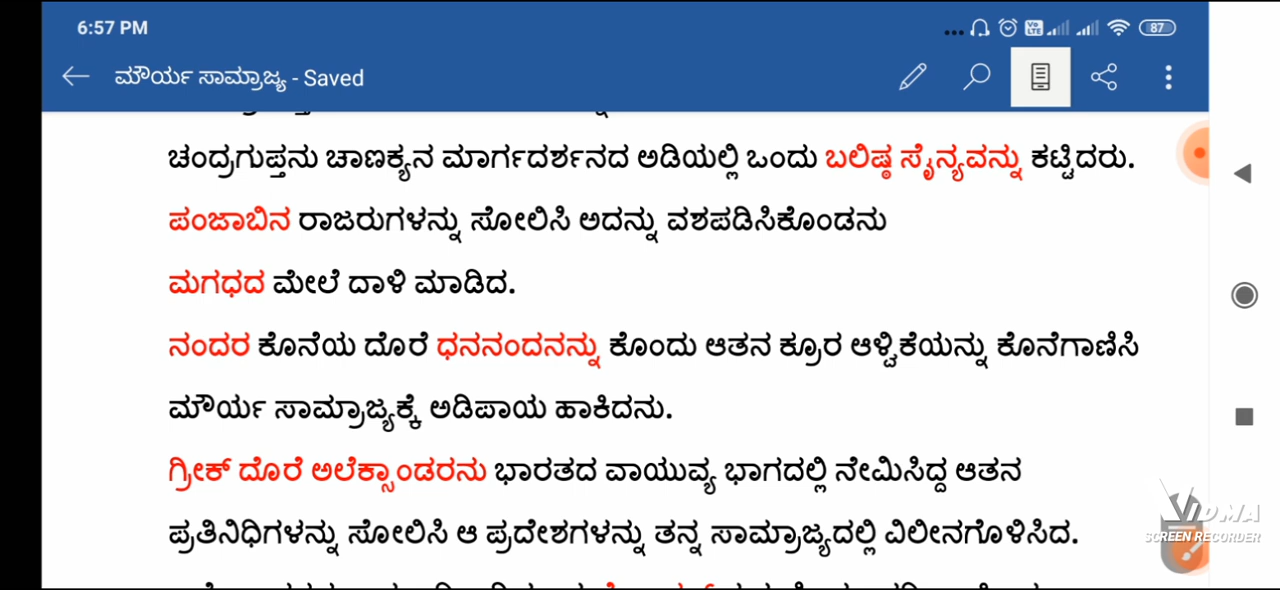 6:57 PM
87
ಮೌರ್ಯ ಸಾಮ್ರಾಜ್ಯ - Saved
ಚಂದ್ರಗುಪ್ತನು ಚಾಣಕ್ಯನ ಮಾರ್ಗದರ್ಶನದ ಅಡಿಯಲ್ಲಿ ಒಂದು ಬಲಿಷ್ಠ ಸೈನ್ಯವನ್ನು ಕಟ್ಟಿದರು.
ಪಂಜಾಬಿನ ರಾಜರುಗಳನ್ನು ಸೋಲಿಸಿ ಅದನ್ನು ವಶಪಡಿಸಿಕೊಂಡನು
ಮಗಧದ ಮೇಲೆ ದಾಳಿ ಮಾಡಿದ.
ನಂದರ ಕೊನೆಯ ದೊರೆ ಧನನಂದನನ್ನು ಕೊಂದು ಆತನ ಕ್ರೂರ ಆಳ್ವಿಕೆಯನ್ನು ಕೊನೆಗಾಣಿಸಿ
ಮೌರ್ಯ ಸಾಮ್ರಾಜ್ಯಕ್ಕೆ ಅಡಿಪಾಯ ಹಾಕಿದನು.
ಗ್ರೀಕ್ ದೊರೆ ಅಲೆಕ್ಸಾಂಡರನು ಭಾರತದ ವಾಯುವ್ಯ ಭಾಗದಲ್ಲಿ ನೇಮಿಸಿದ್ದ ಆತನ
ಪ್ರತಿನಿಧಿಗಳನ್ನು ಸೋಲಿಸಿ ಆ ಪ್ರದೇಶಗಳನ್ನು ತನ್ನ ಸಾಮ್ರಾಜ್ಯದಲ್ಲಿ ವಿಲೀನಗೊಳಿಸಿದ.
VIDMA
SCREEN RECORDER